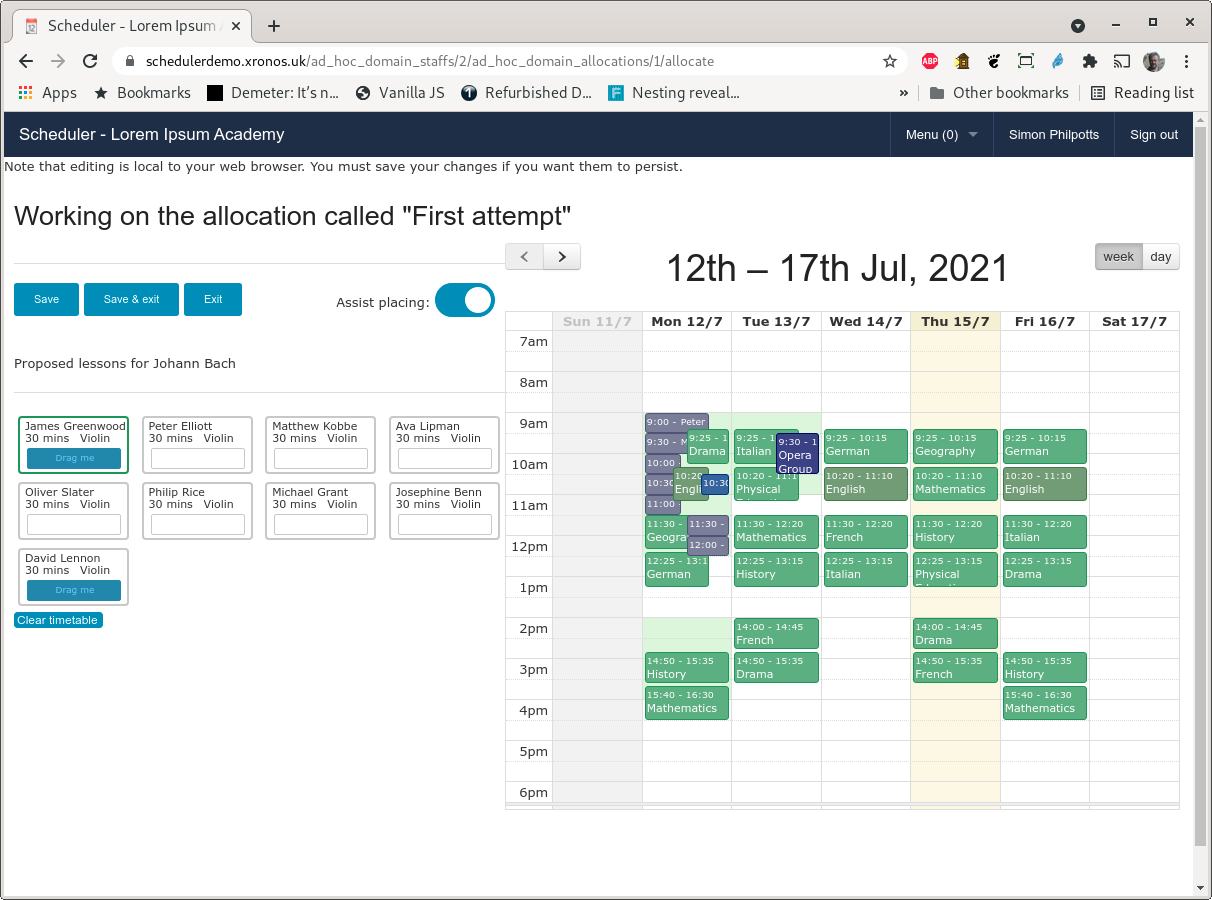 Scheduler - Lorem Ipsum
schedulerdemo.xronos.uk/ad_hoc_domain_staffs/2/ad_hoc_domain_allocations/1/allocate
ABP
Apps Bookmarks Demeter: It's n... Vanilla JS Refurbished D... Nesting reveal... » Other bookmarks Reading list
Scheduler - Lorem Ipsum Academy Menu (0) Simon Philpotts Sign out
Note that editing is local to your web browser. You must save your changes if you want them to persist.
Working on the allocation called "First attempt"
Save Save & exit Exit Assist placing:
Proposed lessons for Johann Bach
James Greenwood
30 mins Violin
Drag me
Peter Elliott
30 mins Violin
Matthew Kobbe
30 mins Violin
Ava Lipman
30 mins Violin
Oliver Slater
30 mins Violin
Philip Rice
30 mins Violin
Michael Grant
30 mins Violin
Josephine Benn
30 mins Violin
David Lennon
30 mins Violin
Drag me
Clear timetable
12th – 17th Jul, 2021
week day
Sun 11/7 Mon 12/7 Tue 13/7 Wed 14/7 Thu 15/7 Fri 16/7 Sat 17/7
7am
8am
9am
10am
11am
12pm
1pm
2pm
3pm
4pm
5pm
6pm
9:00 - Peter
9:30 - M
10:00
10:30
11:00
9:25 - 1
Drama
10:20
Engli
10:30
11:30 -
Geogra
11:30 -
12:00 -
12:25 - 13:1
German
14:50 - 15:35
History
15:40 - 16:30
Mathematics
9:25 - 1
Italian
9:30 - 1
Opera
Group
10:20 - 11:1
Physical
11:30 - 12:20
Mathematics
12:25 - 13:15
History
14:00 - 14:45
French
14:50 - 15:35
Drama
9:25 - 10:15
German
10:20 - 11:10
English
11:30 - 12:20
French
12:25 - 13:15
Italian
9:25 - 10:15
Geography
10:20 - 11:10
Mathematics
11:30 - 12:20
History
12:25 - 13:15
Physical
14:00 - 14:45
Drama
14:50 - 15:35
French
9:25 - 10:15
German
10:20 - 11:10
English
11:30 - 12:20
Italian
12:25 - 13:15
Drama
14:50 - 15:35
History
15:40 - 16:30
Mathematics